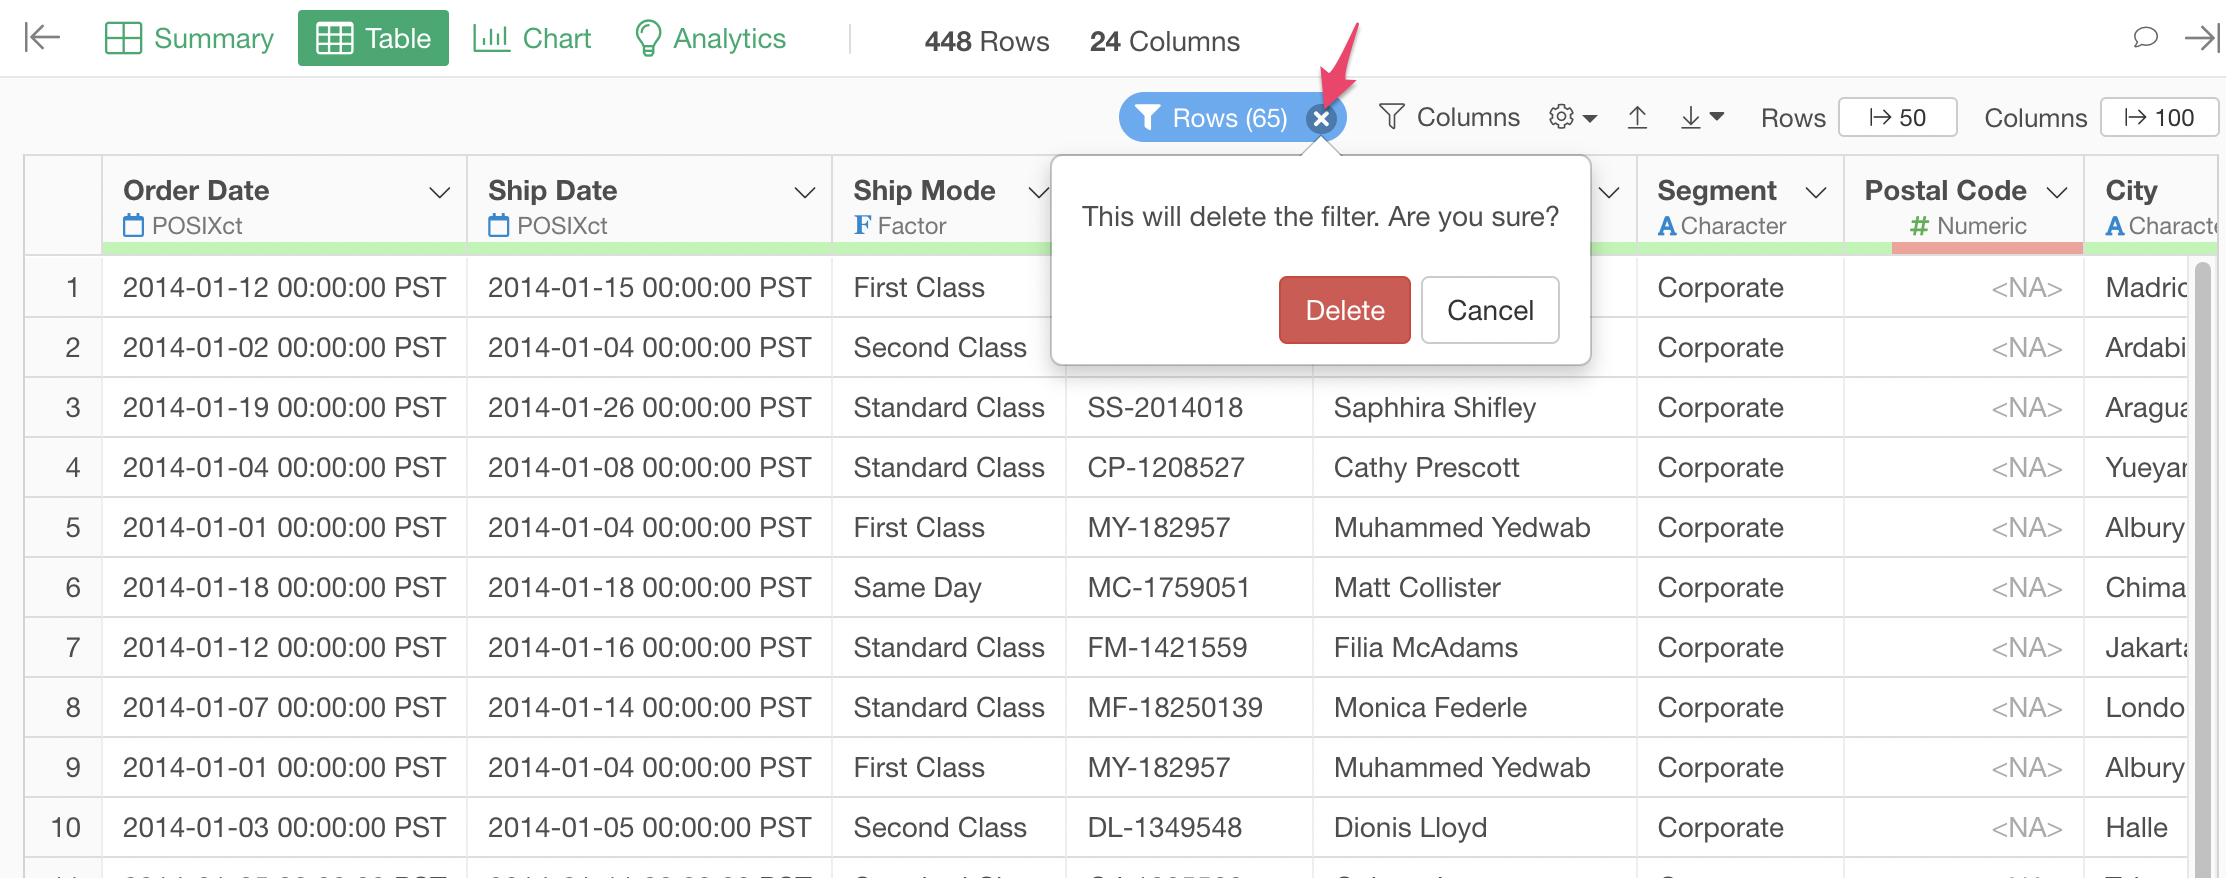 Summary Table Chart Analytics 448 Rows 24 Columns
Rows (65) Columns Rows 50 Columns 100
This will delete the filter. Are you sure?
Delete Cancel
Order Date Ship Date Ship Mode Segment Postal Code City
POSIXct POSIXct F Factor A Character # Numeric A Characte
1 2014-01-12 00:00:00 PST 2014-01-15 00:00:00 PST First Class Corporate <NA> Madric
2 2014-01-02 00:00:00 PST 2014-01-04 00:00:00 PST Second Class Corporate <NA> Ardabi
3 2014-01-19 00:00:00 PST 2014-01-26 00:00:00 PST Standard Class SS-2014018 Saphhira Shifley Corporate <NA> Aragua
4 2014-01-04 00:00:00 PST 2014-01-08 00:00:00 PST Standard Class CP-1208527 Cathy Prescott Corporate <NA> Yueyar
5 2014-01-01 00:00:00 PST 2014-01-04 00:00:00 PST First Class MY-182957 Muhammed Yedwab Corporate <NA> Albury
6 2014-01-18 00:00:00 PST 2014-01-18 00:00:00 PST Same Day MC-1759051 Matt Collister Corporate <NA> Chima
7 2014-01-12 00:00:00 PST 2014-01-16 00:00:00 PST Standard Class FM-1421559 Filia McAdams Corporate <NA> Jakarta
8 2014-01-07 00:00:00 PST 2014-01-14 00:00:00 PST Standard Class MF-18250139 Monica Federle Corporate <NA> Londo
9 2014-01-01 00:00:00 PST 2014-01-04 00:00:00 PST First Class MY-182957 Muhammed Yedwab Corporate <NA> Albury
10 2014-01-03 00:00:00 PST 2014-01-05 00:00:00 PST Second Class DL-1349548 Dionis Lloyd Corporate <NA> Halle